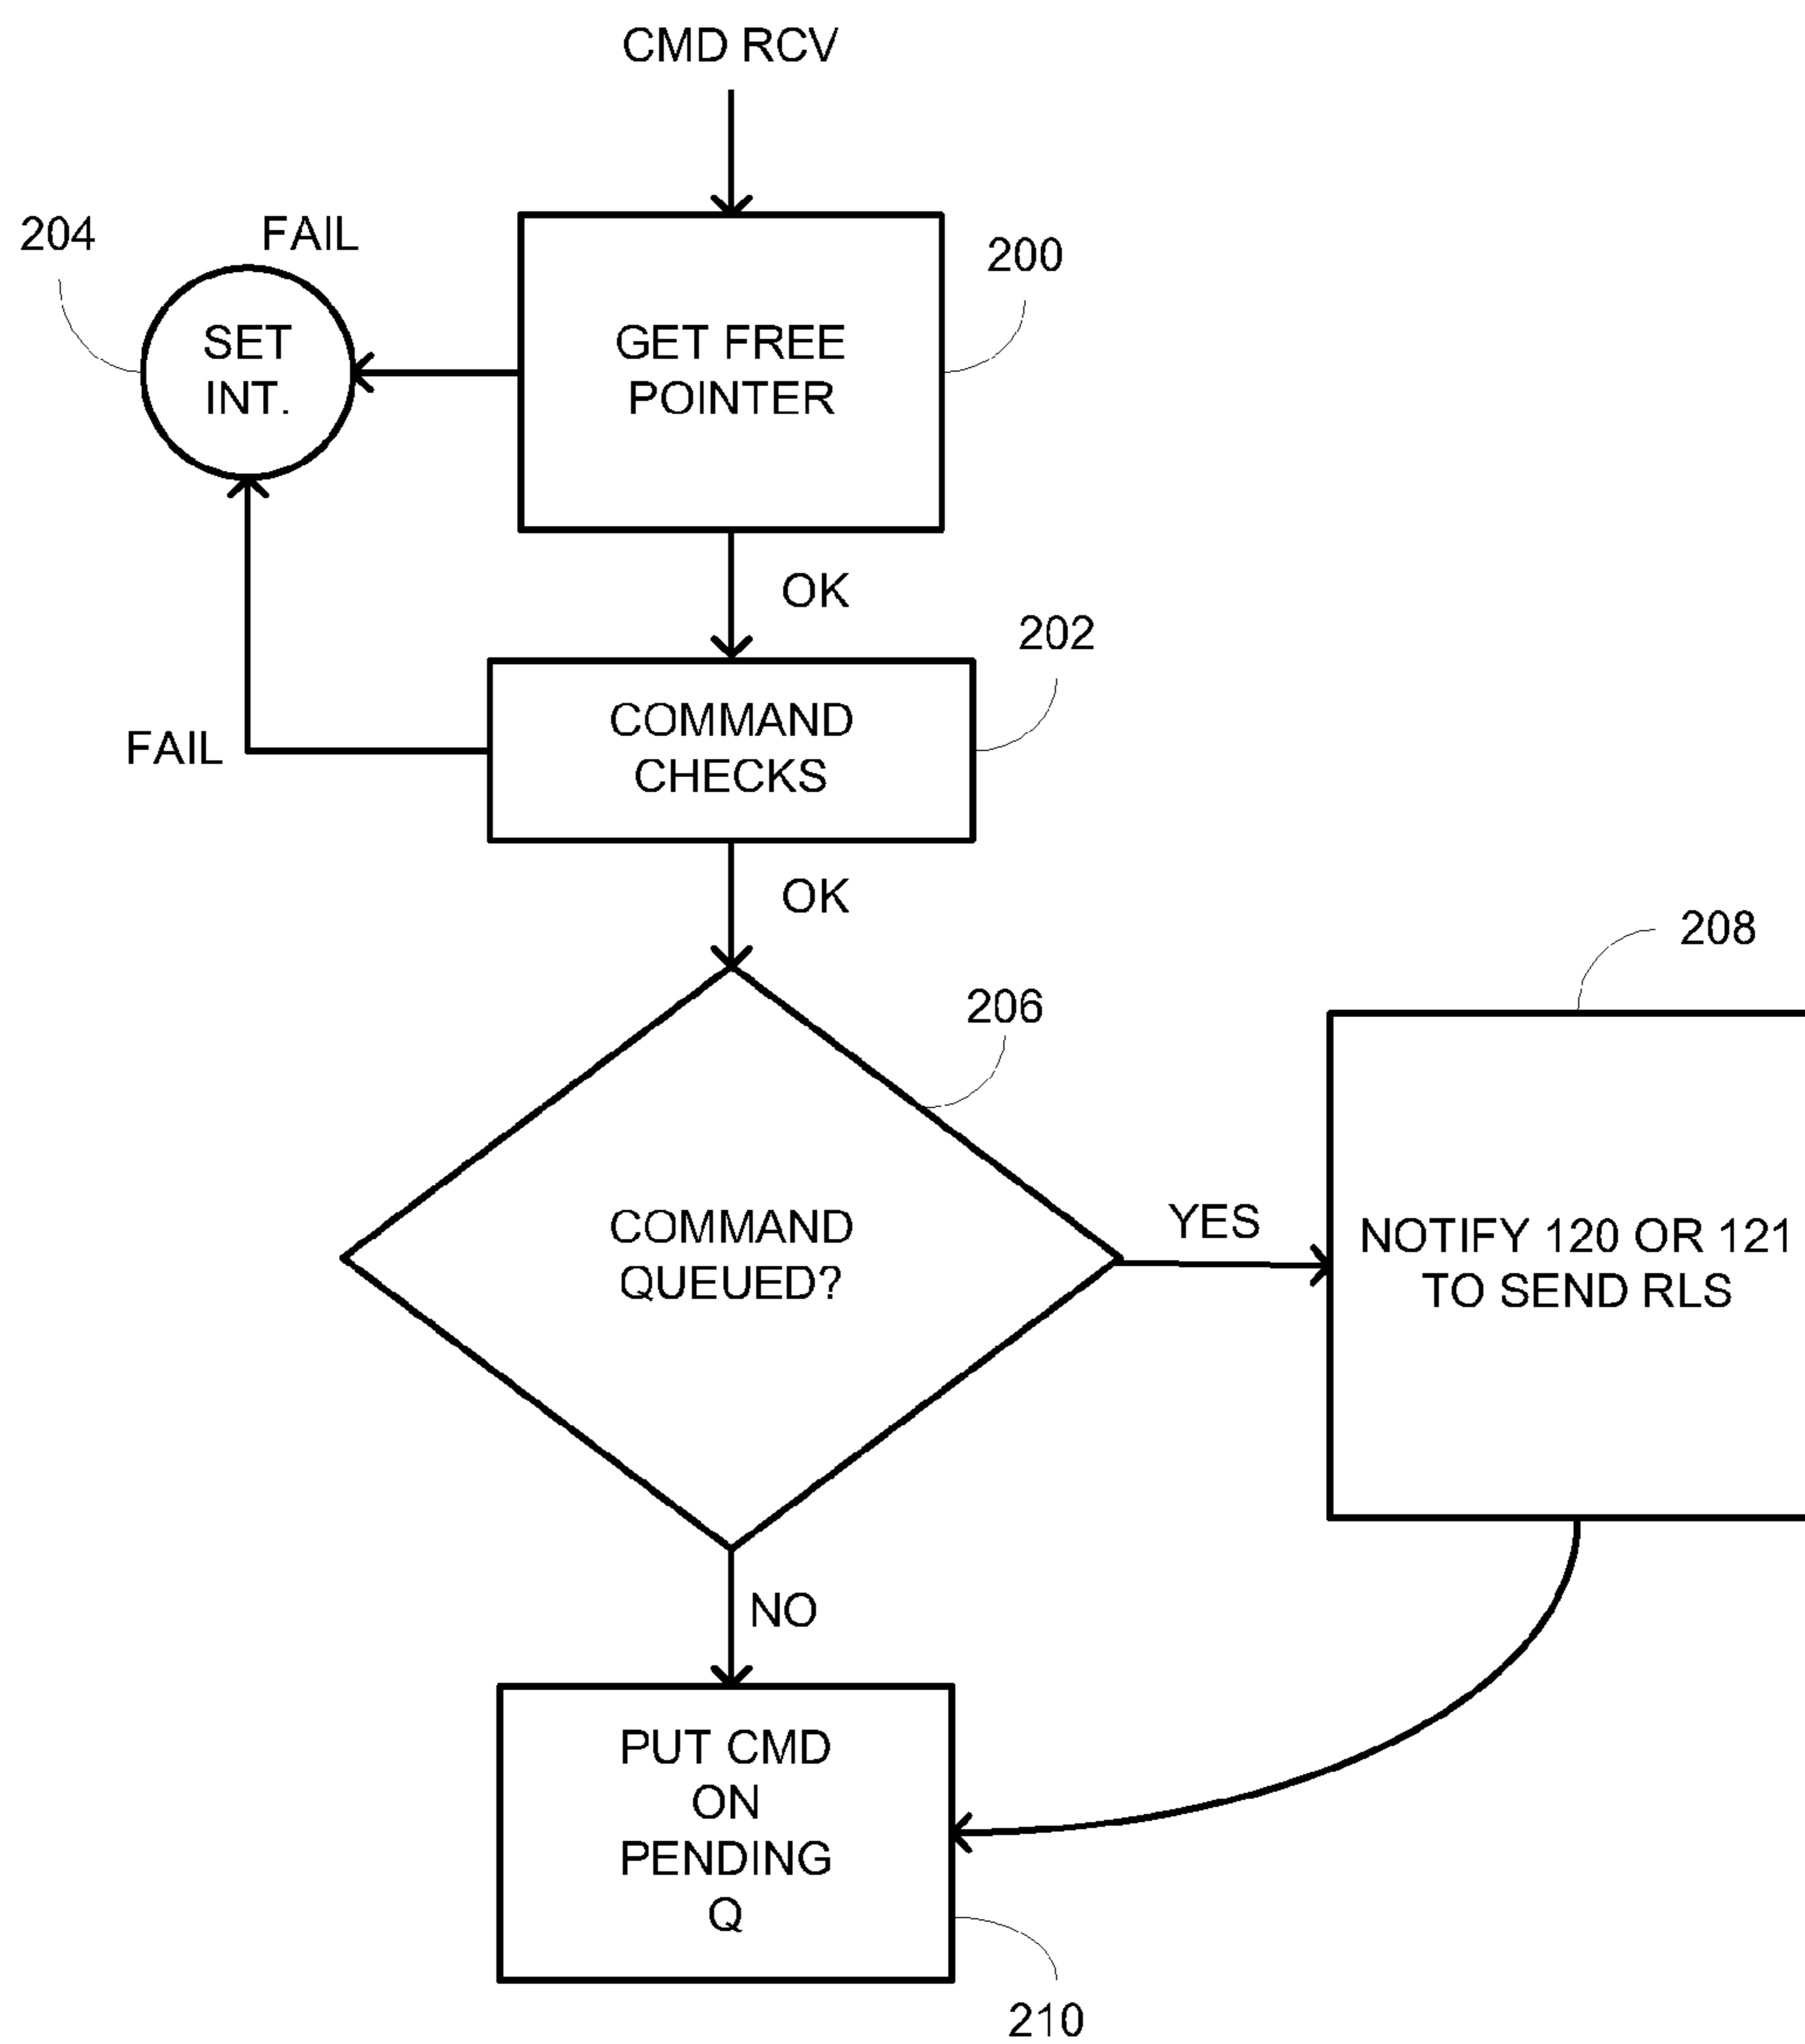 CMD RCV
204
FAIL
200
SET
INT.
GET FREE
POINTER
OK
202
COMMAND
CHECKS
FAIL
OK
208
206
COMMAND
QUEUED?
YES
NOTIFY 120 OR 121
TO SEND RLS
NO
PUT CMD
ON
PENDING
Q
210